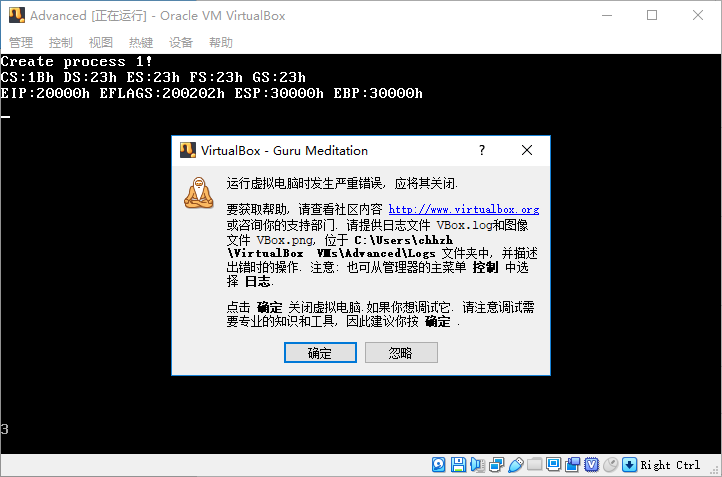 Advanced [正在运行] - Oracle VM VirtualBox
管理 控制 视图 热键 设备 帮助
Create process 1!
CS:1Bh DS:23h ES:23h FS:23h GS:23h
EIP:20000h EFLAGS:200202h ESP:30000h EBP:30000h
VirtualBox - Guru Meditation
运行虚拟电脑时发生严重错误, 应将其关闭.
要获取帮助, 请查看社区内容 http://www.virtualbox.org
或咨询你的支持部门. 请提供日志文件 VBox.log和图像
文件 VBox.png, 位于 C:\Users\chhzh
\VirtualBox VMs\Advanced\Logs 文件夹中, 并描述
出错时的操作. 注意: 也可从管理器的主菜单 控制 中选
择 日志.
点击 确定 关闭虚拟电脑.如果你想调试它. 请注意调试需
要专业的知识和工具, 因此建议你按 确定 .
确定 忽略
3
Right Ctrl